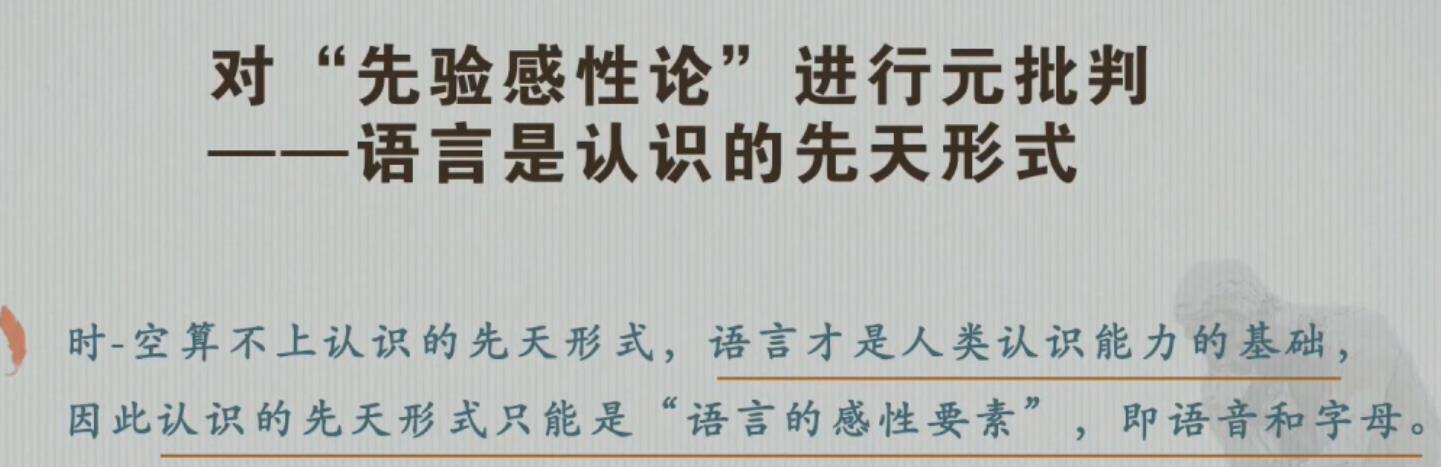 对“先验感性论”进行元批判
——语言是认识的先天形式
时-空算不上认识的先天形式，语言才是人类认识能力的基础，
因此认识的先天形式只能是“语言的感性要素”，即语音和字母。